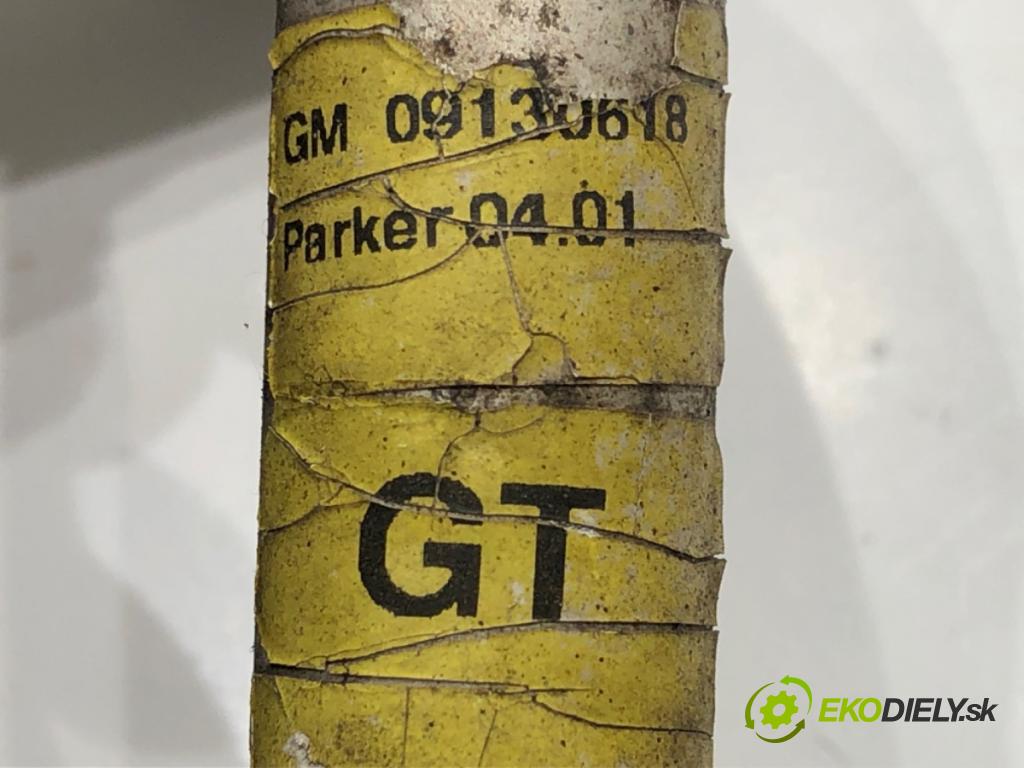 GM 09130618
Parker 04.01
GT
EKODIELY.sk